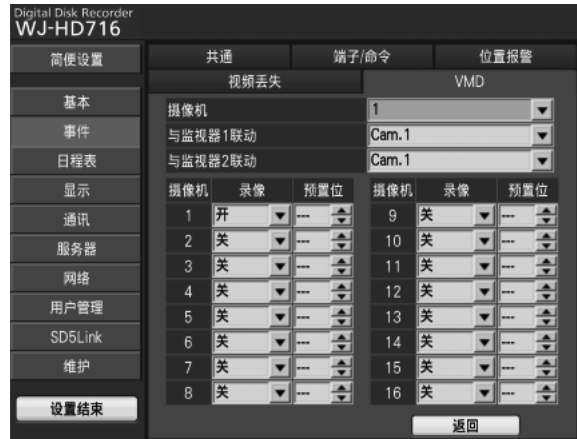 Digital Disk Recorder
WJ-HD716
简便设置
基本
事件
日程表
显示
通讯
服务器
网络
用户管理
SD5Link
维护
设置结束
共通 端子/命令 位置报警
视频丢失 VMD
摄像机 1
与监视器1联动 Cam.1
与监视器2联动 Cam.1
摄像机 录像 预置位 摄像机 录像 预置位
1 开 --- 9 关 ---
2 关 --- 10 关 ---
3 关 --- 11 关 ---
4 关 --- 12 关 ---
5 关 --- 13 关 ---
6 关 --- 14 关 ---
7 关 --- 15 关 ---
8 关 --- 16 关 ---
返回